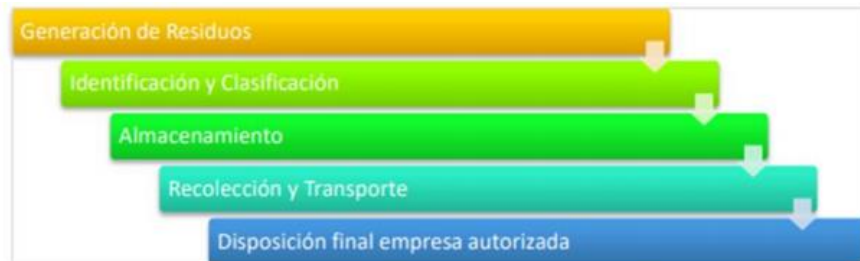 Generación de Residuos
Identificación y Clasificación
Almacenamiento
Recolección y Transporte
Disposición final empresa autorizada